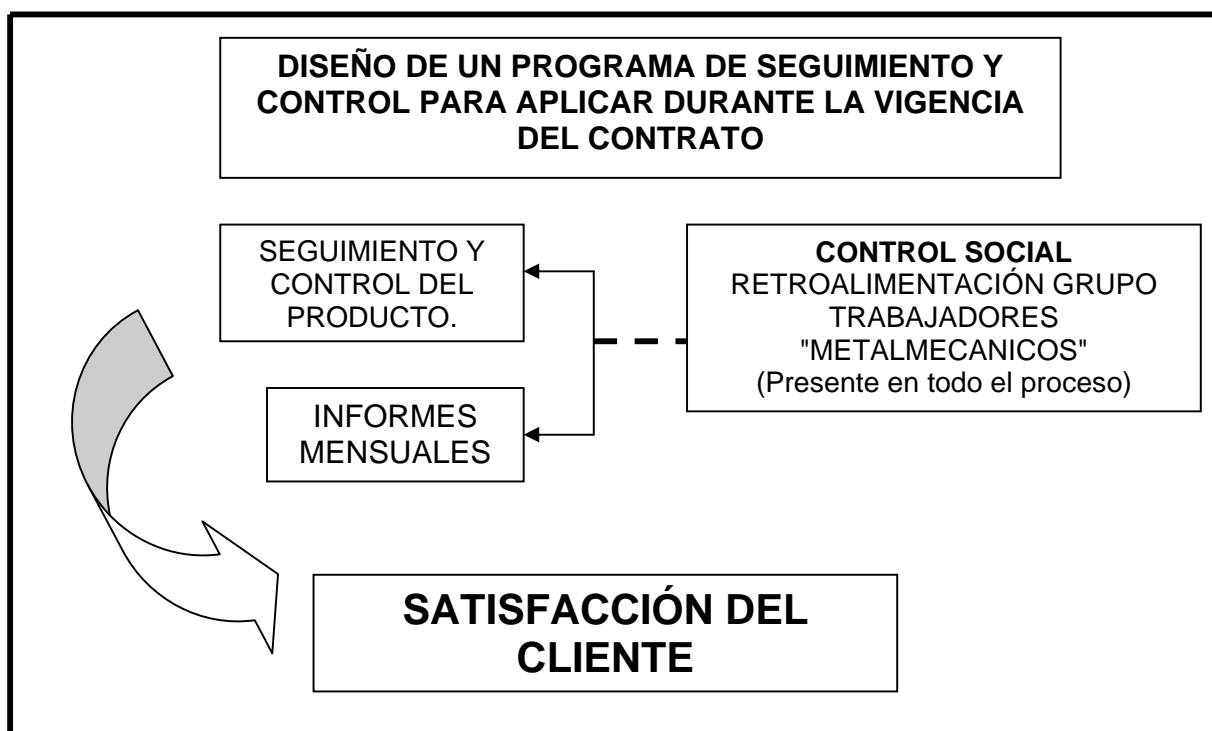 DISEÑO DE UN PROGRAMA DE SEGUIMIENTO Y
CONTROL PARA APLICAR DURANTE LA VIGENCIA
DEL CONTRATO
SEGUIMIENTO Y
CONTROL DEL
PRODUCTO.
CONTROL SOCIAL
RETROALIMENTACIÓN GRUPO
TRABAJADORES
"METALMECANICOS"
(Presente en todo el proceso)
INFORMES
MENSUALES
SATISFACCIÓN DEL
CLIENTE